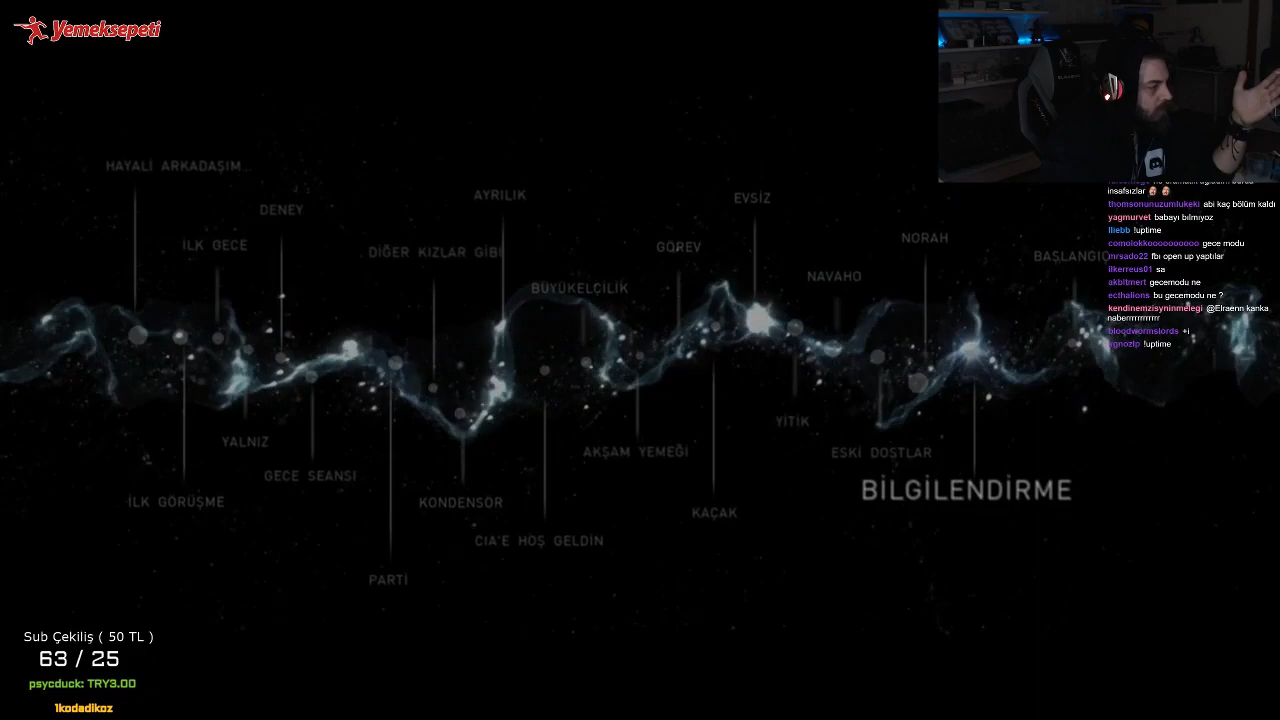 Yemeksepeti
HAYALİ ARKADAŞIM..
DENEY
İLK GECE
AYRILIK
DİĞER KIZLAR GİBİ
BÜYÜKELÇİLİK
EVSİZ
GÖREV
NAVAHO
NORAH
BAŞLANGIÇ
YALNIZ
GECE SEANSI
İLK GÖRÜŞME
KONDENSÖR
CIA'E HOŞ GELDİN
PARTİ
AKŞAM YEMEĞİ
KAÇAK
YİTİK
ESKİ DOSTLAR
BİLGİLENDİRME
insafsızlar
thomsonunuzumlukeki abi kaç bölüm kaldı
yagmurvet babayı bılmıyoz
lliebb !uptime
comolokkoooooooooo gece modu
mrsado22 fbı open up yaptılar
ilkerreus01 sa
akbltmert gecemodu ne
ecthalions bu gecemodu ne ?
kendinemzisyninmelegi @Elraenn kanka
naberrrrrrrrrrr
bloodwormslords +i
!uptime
Sub Çekiliş ( 50 TL )
63 / 25
psycduck: TRY3.00
1kodadikoz